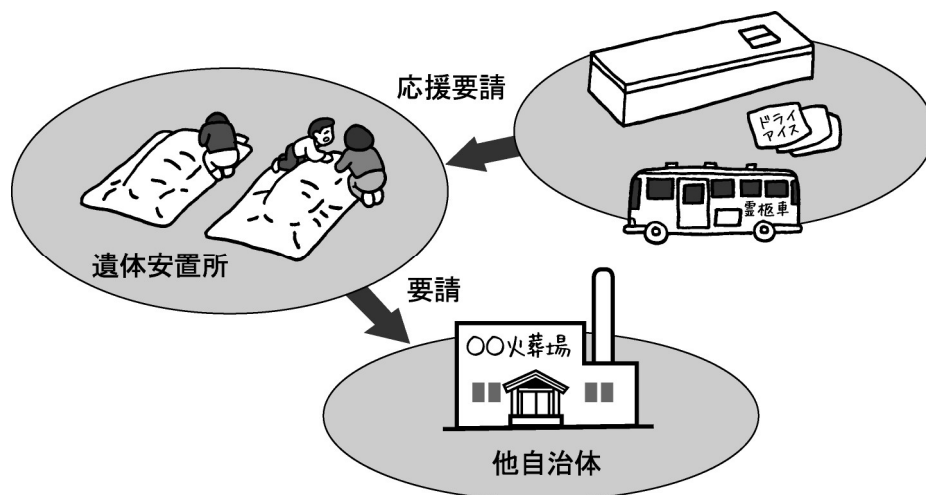 応援要請
ドライ
アイス
霊柩車
遺体安置所
要請
○○火葬場
他自治体